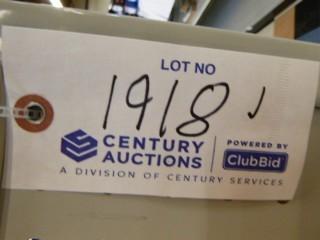 LOT NO
1918 J
CENTURY AUCTIONS
POWERED BY
ClubBid
A DIVISION OF CENTURY SERVICES